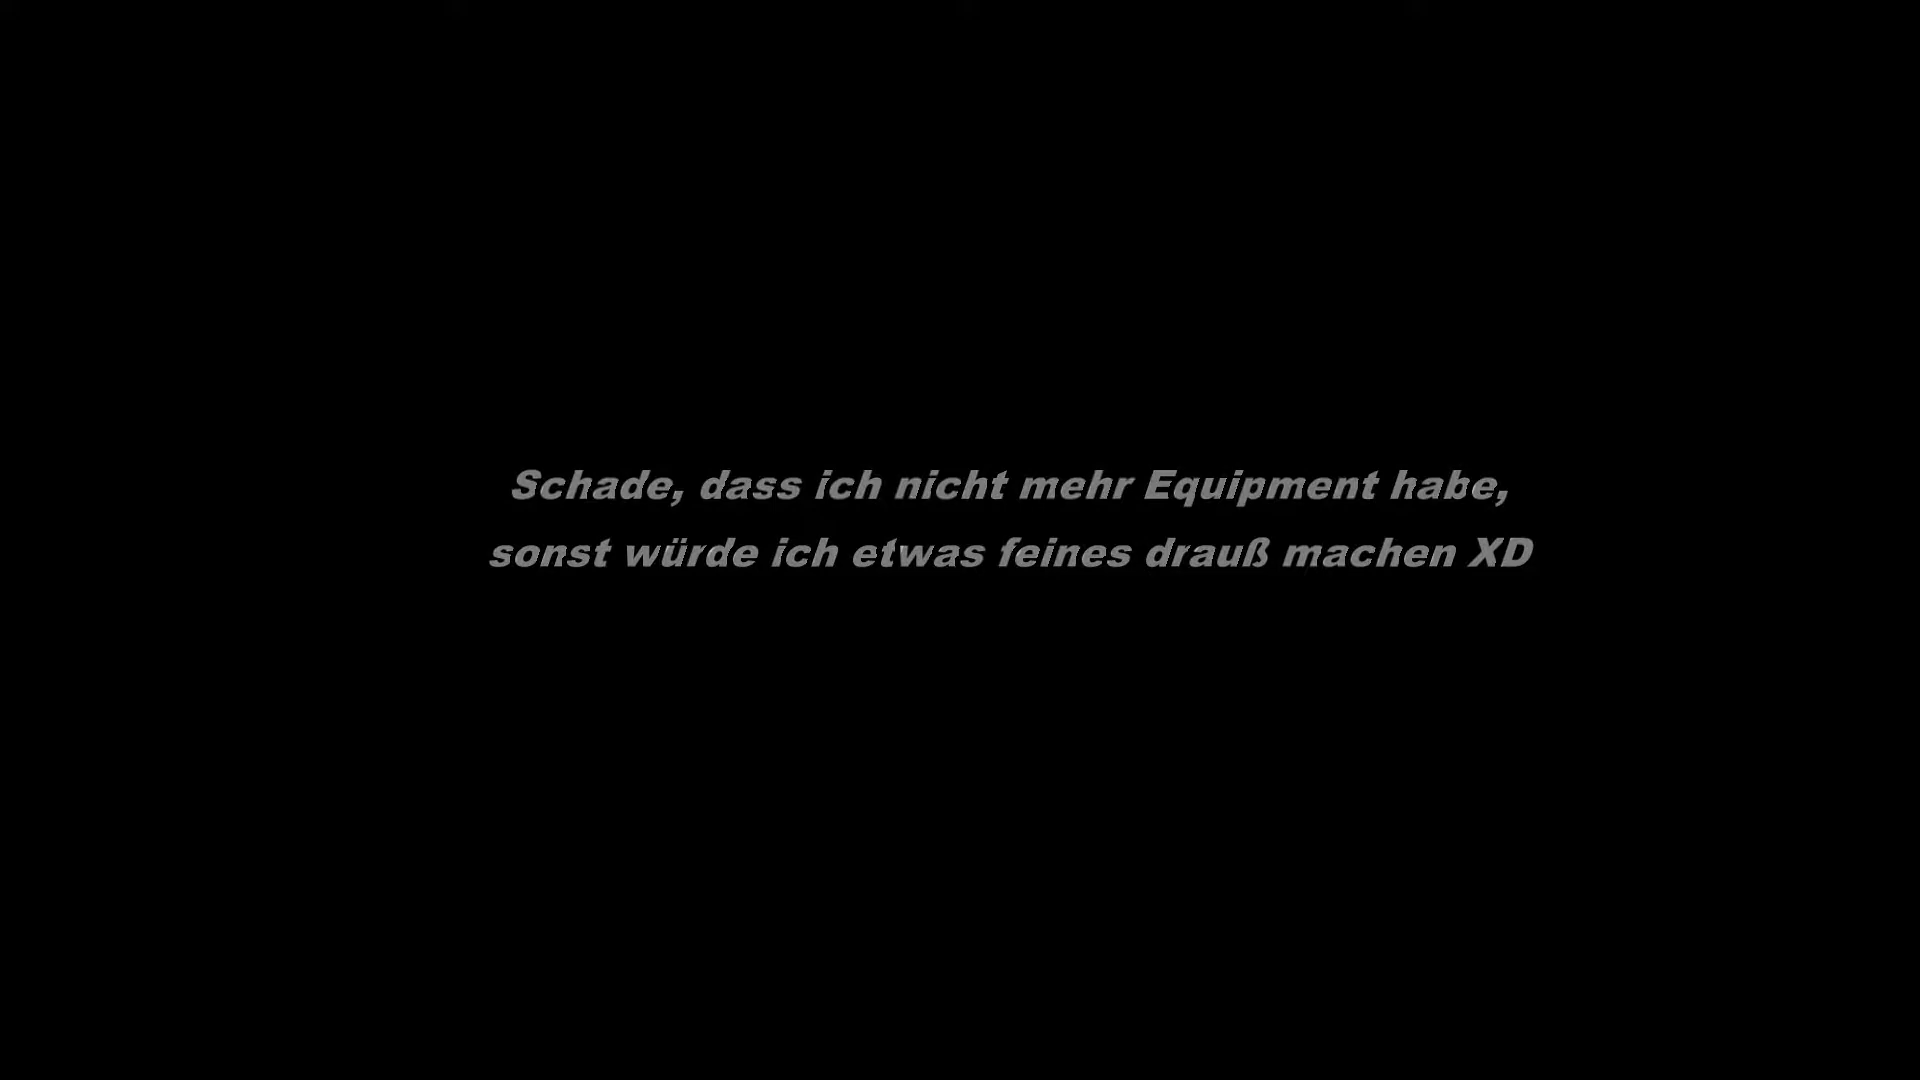 Schade, dass ich nicht mehr Equipment habe,
sonst würde ich etwas feines drauß machen XD